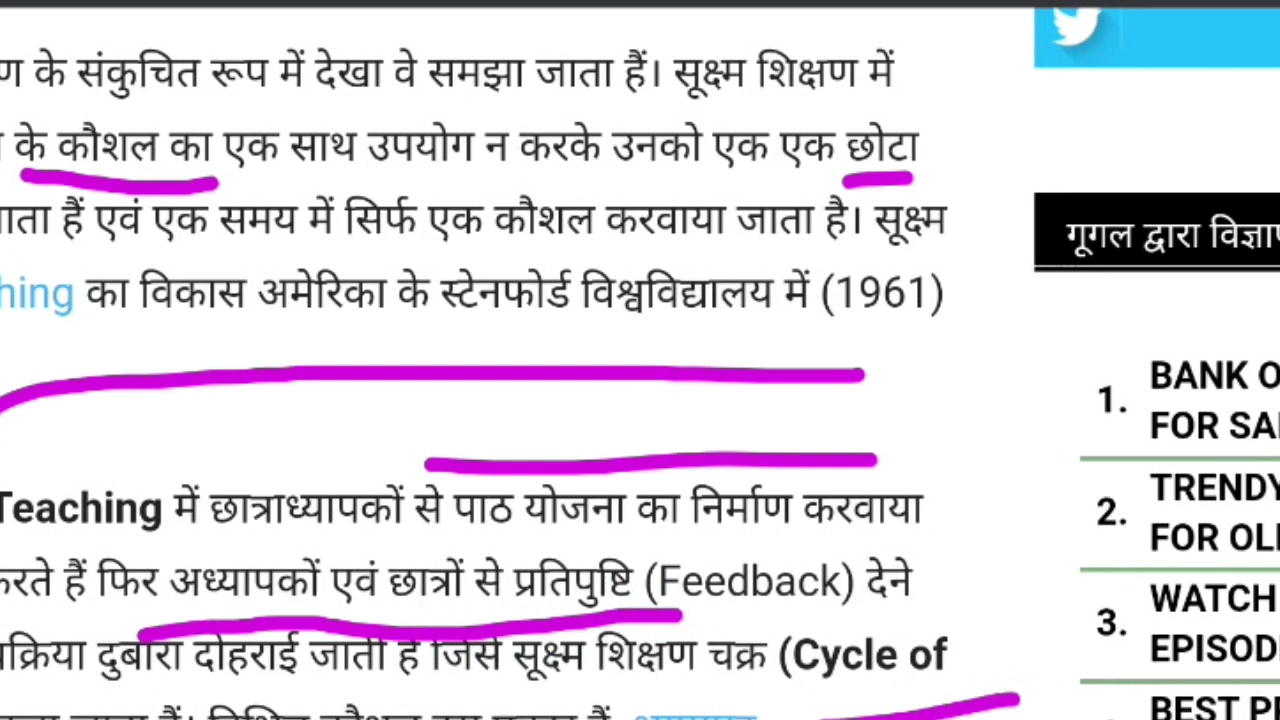 ण के संकुचित रूप में देखा वे समझा जाता हैं। सूक्ष्म शिक्षण में
के कौशल का एक साथ उपयोग न करके उनको एक एक छोटा
ाता हैं एवं एक समय में सिर्फ एक कौशल करवाया जाता है। सूक्ष्म
hing का विकास अमेरिका के स्टेनफोर्ड विश्वविद्यालय में (1961)
Teaching में छात्राध्यापकों से पाठ योजना का निर्माण करवाया
करते हैं फिर अध्यापकों एवं छात्रों से प्रतिपुष्टि (Feedback) देने
क्रिया दुबारा दोहराई जाती है जिसे सूक्ष्म शिक्षण चक्र (Cycle of
गूगल द्वारा विज्ञा
1. BANK O
FOR SA
2. TRENDY
FOR OL
3. WATCH
EPISOD
BEST P